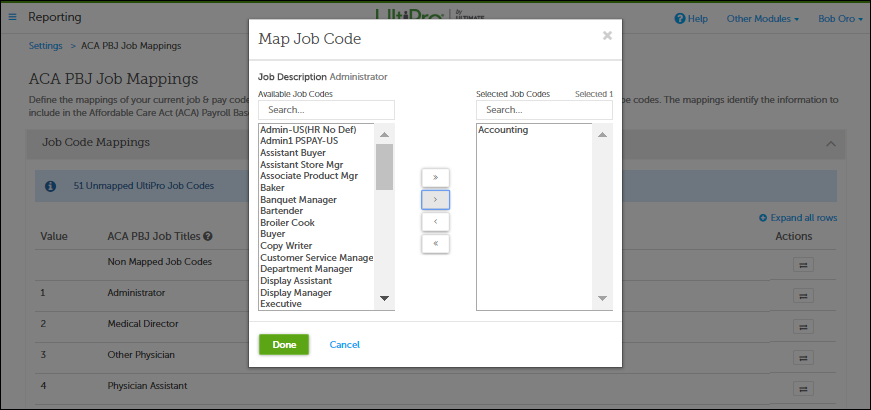 Reporting
UltiPro
by
ULTIMATE
Help
Other Modules
Bob Oro
Settings > ACA PBJ Job Mappings
ACA PBJ Job Mappings
Define the mappings of your current job & pay cod
pe codes. The mappings identify the information to
include in the Affordable Care Act (ACA) Payroll Bas
Job Code Mappings
51 Unmapped UltiPro Job Codes
Expand all rows
Value ACA PBJ Job Titles Actions
Non Mapped Job Codes
1 Administrator
2 Medical Director
3 Other Physician
4 Physician Assistant
Map Job Code
Job Description Administrator
Available Job Codes
Search...
Admin-US(HR No Def)
Admin1 PSPAY-US
Assistant Buyer
Assistant Store Mgr
Associate Product Mgr
Baker
Banquet Manager
Bartender
Broiler Cook
Buyer
Copy Writer
Customer Service Manage
Department Manager
Display Assistant
Display Manager
Executive
»
›
‹
«
Selected Job Codes Selected 1
Search...
Accounting
Done Cancel